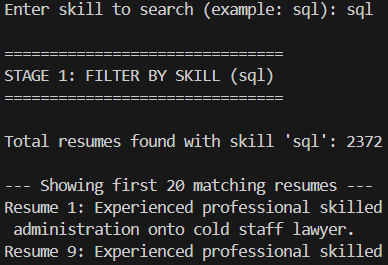 Enter skill to search (example: sql): sql
===============================
STAGE 1: FILTER BY SKILL (sql)
===============================
Total resumes found with skill 'sql': 2372
--- Showing first 20 matching resumes ---
Resume 1: Experienced professional skilled
administration onto cold staff lawyer.
Resume 9: Experienced professional skilled